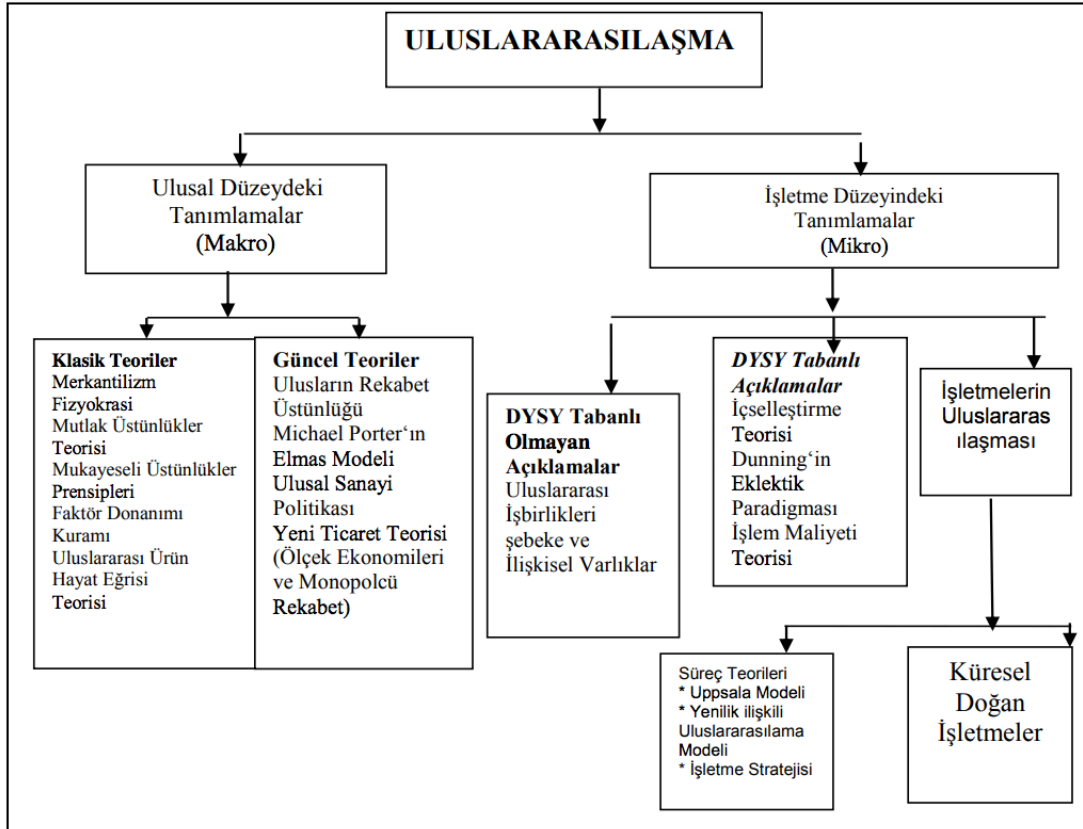 ULUSLARARASILAŞMA
Ulusal Düzeydeki
Tanımlamalar
(Makro)
İşletme Düzeyindeki
Tanımlamalar
(Mikro)
Klasik Teoriler
Merkantilizm
Fizyokrasi
Mutlak Üstünlükler
Teorisi
Mukayeseli Üstünlükler
Prensipleri
Faktör Donanımı
Kuramı
Uluslararası Ürün
Hayat Eğrisi
Teorisi
Güncel Teoriler
Ulusların Rekabet
Üstünlüğü
Michael Porter‘ın
Elmas Modeli
Ulusal Sanayi
Politikası
Yeni Ticaret Teorisi
(Ölçek Ekonomileri
ve Monopolcü
Rekabet)
DYSY Tabanlı
Olmayan
Açıklamalar
Uluslararası
İşbirlikleri
şebeke ve
İlişkisel Varlıklar
DYSY Tabanlı
Açıklamalar
İçselleştirme
Teorisi
Dunning‘in
Eklektik
Paradigması
İşlem Maliyeti
Teorisi
İşletmelerin
Uluslararas
ılaşması
Süreç Teorileri
* Uppsala Modeli
* Yenilik ilişkili
Uluslararasılama
Modeli
* İşletme Stratejisi
Küresel
Doğan
İşletmeler